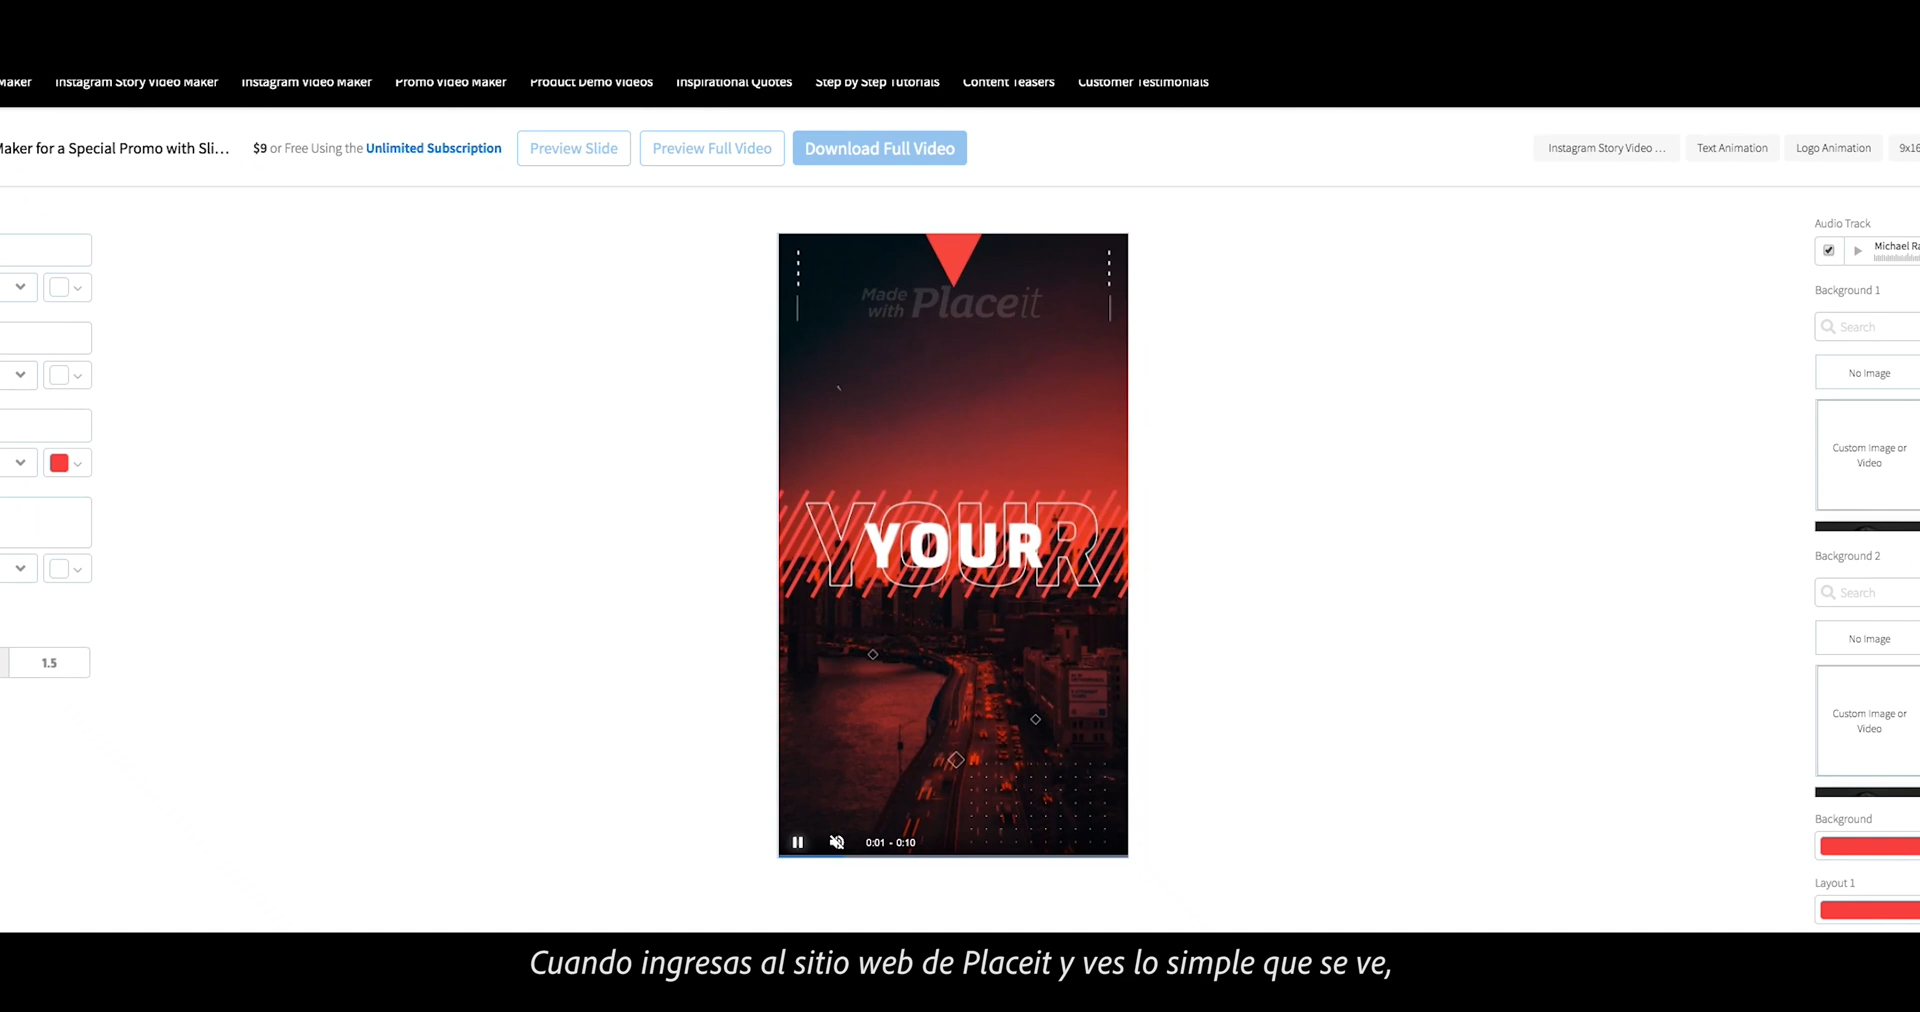 Maker Instagram Story Video Maker Instagram Video Maker Promo Video Maker Product Demo Videos Inspirational Quotes Step by Step Tutorials Content Teasers Customer Testimonials
Maker for a Special Promo with Sli... $9 or Free Using the Unlimited Subscription Preview Slide Preview Full Video Download Full Video Instagram Story Video ... Text Animation Logo Animation 9x16
Audio Track
Michael Ra
Background 1
Search
No Image
Custom Image or
Video
Background 2
Search
No Image
Custom Image or
Video
Background
Layout 1
1.5
Made
with Placeit
YOUR
YOUR
0:01 - 0:10
Cuando ingresas al sitio web de Placeit y ves lo simple que se ve,